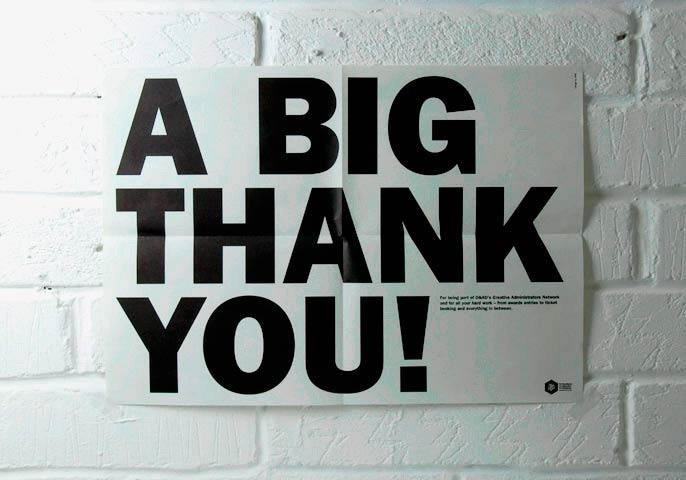 A BIG
THANK
YOU!
For being part of D&AD's Creative Administrators Network
and for all your hard work – from awards entries to ticket
booking and everything in between.